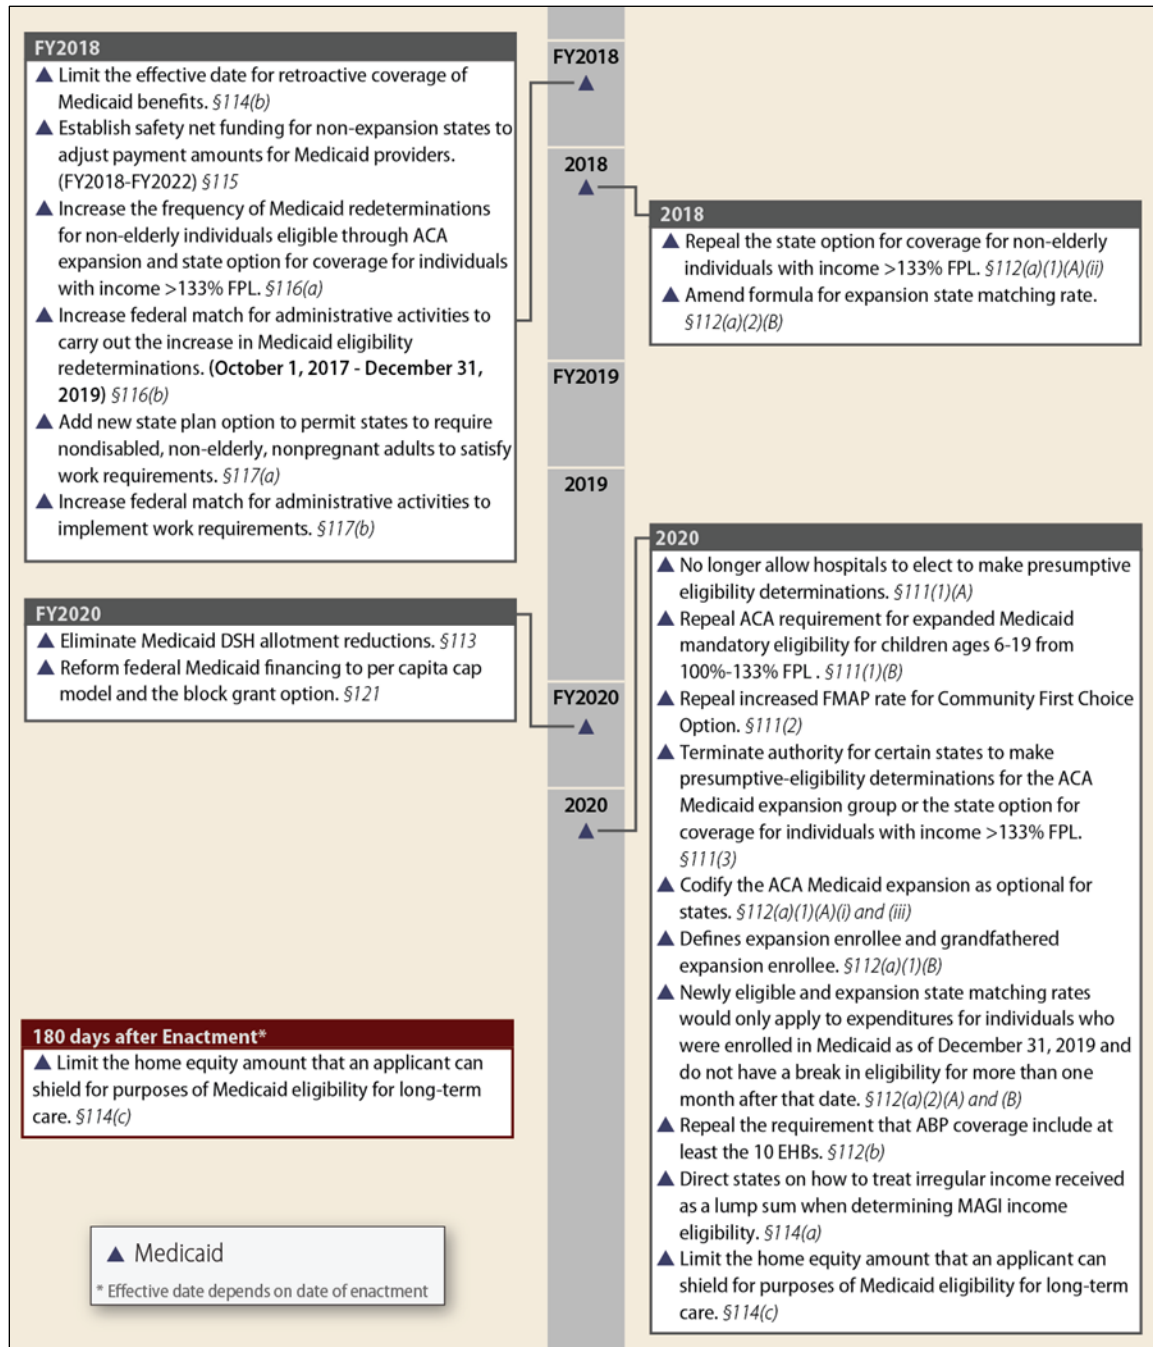 FY2018
▲ Limit the effective date for retroactive coverage of
Medicaid benefits. §114(b)
▲ Establish safety net funding for non-expansion states to
adjust payment amounts for Medicaid providers.
(FY2018-FY2022) §115
▲ Increase the frequency of Medicaid redeterminations
for non-elderly individuals eligible through ACA
expansion and state option for coverage for individuals
with income >133% FPL. §116(a)
▲ Increase federal match for administrative activities to
carry out the increase in Medicaid eligibility
redeterminations. (October 1, 2017 - December 31,
2019) §116(b)
▲ Add new state plan option to permit states to require
nondisabled, non-elderly, nonpregnant adults to satisfy
work requirements. §117(a)
▲ Increase federal match for administrative activities to
implement work requirements. §117(b)
FY2020
▲ Eliminate Medicaid DSH allotment reductions. §113
▲ Reform federal Medicaid financing to per capita cap
model and the block grant option. §121
180 days after Enactment*
▲ Limit the home equity amount that an applicant can
shield for purposes of Medicaid eligibility for long-term
care. §114(c)
▲ Medicaid
* Effective date depends on date of enactment
FY2018
2018
FY2019
2019
FY2020
2020
2018
▲ Repeal the state option for coverage for non-elderly
individuals with income >133% FPL. §112(a)(1)(A)(ii)
▲ Amend formula for expansion state matching rate.
§112(a)(2)(B)
2020
▲ No longer allow hospitals to elect to make presumptive
eligibility determinations. §111(1)(A)
▲ Repeal ACA requirement for expanded Medicaid
mandatory eligibility for children ages 6-19 from
100%-133% FPL . §111(1)(B)
▲ Repeal increased FMAP rate for Community First Choice
Option. §111(2)
▲ Terminate authority for certain states to make
presumptive-eligibility determinations for the ACA
Medicaid expansion group or the state option for
coverage for individuals with income >133% FPL.
§111(3)
▲ Codify the ACA Medicaid expansion as optional for
states. §112(a)(1)(A)(i) and (iii)
▲ Defines expansion enrollee and grandfathered
expansion enrollee. §112(a)(1)(B)
▲ Newly eligible and expansion state matching rates
would only apply to expenditures for individuals who
were enrolled in Medicaid as of December 31, 2019 and
do not have a break in eligibility for more than one
month after that date. §112(a)(2)(A) and (B)
▲ Repeal the requirement that ABP coverage include at
least the 10 EHBs. §112(b)
▲ Direct states on how to treat irregular income received
as a lump sum when determining MAGI income
eligibility. §114(a)
▲ Limit the home equity amount that an applicant can
shield for purposes of Medicaid eligibility for long-term
care. §114(c)